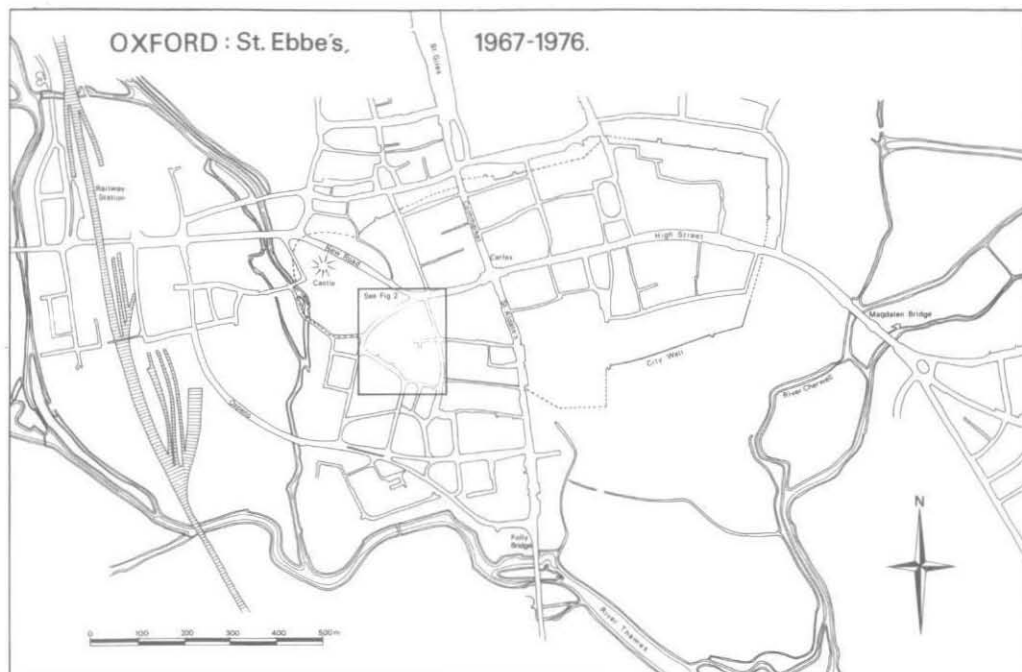 OXFORD : St. Ebbe's, 1967-1976.
St Giles
Railway Station
High Street
New Road
Carfax
Castle
See Fig 2
Magdalen Bridge
City Wall
River Cherwell
N
Folly Bridge
River Thames
0 100 200 300 400 500m